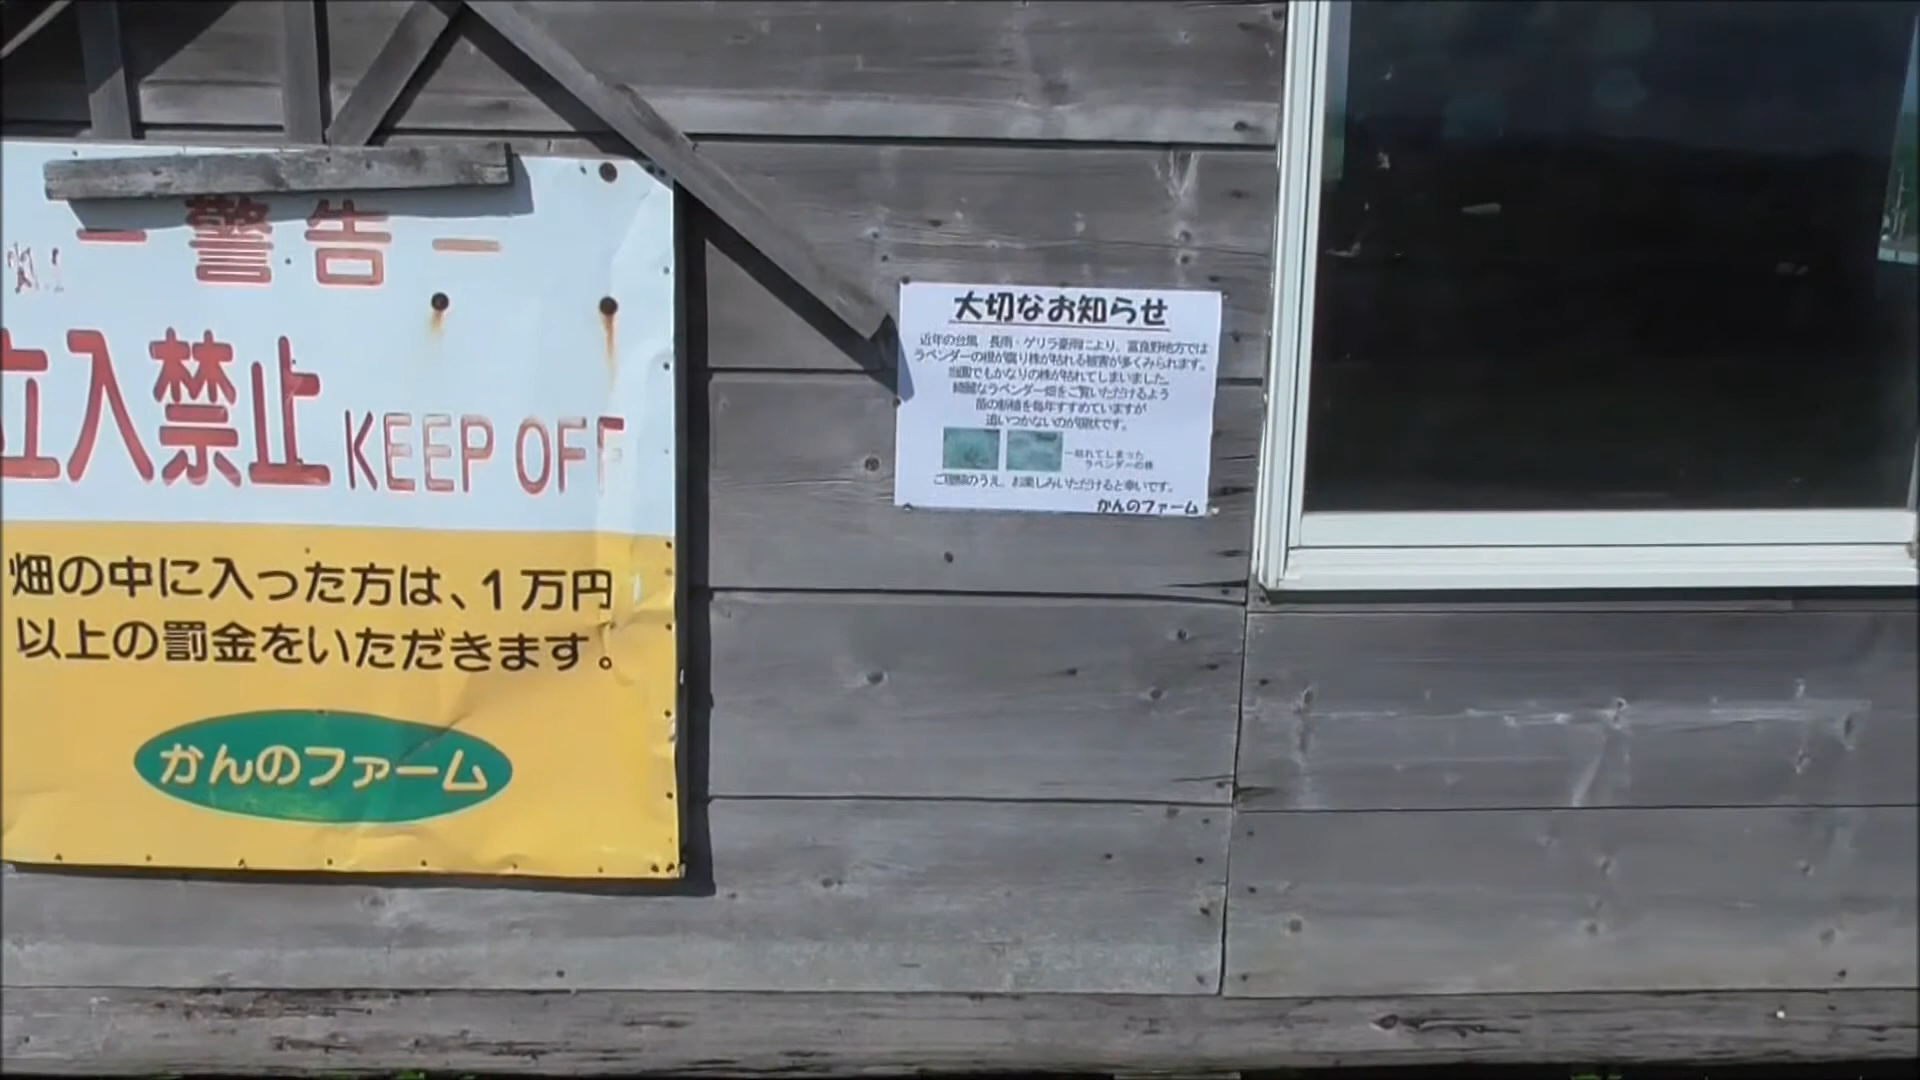 －警告－
立入禁止 KEEP OFF
畑の中に入った方は、1万円
以上の罰金をいただきます。
かんのファーム
大切なお知らせ
近年の台風、長雨・ゲリラ豪雨により、富良野地方では
ラベンダーの根が腐り株が枯れる被害が多くみられます。
当園でもかなりの株が枯れてしまいました。
綺麗なラベンダー畑をご覧いただけるよう
苗の新植を毎年すすめていますが
追いつかないのが現状です。
←枯れてしまった
ラベンダーの株
ご理解のうえ、お楽しみいただけると幸いです。
かんのファーム